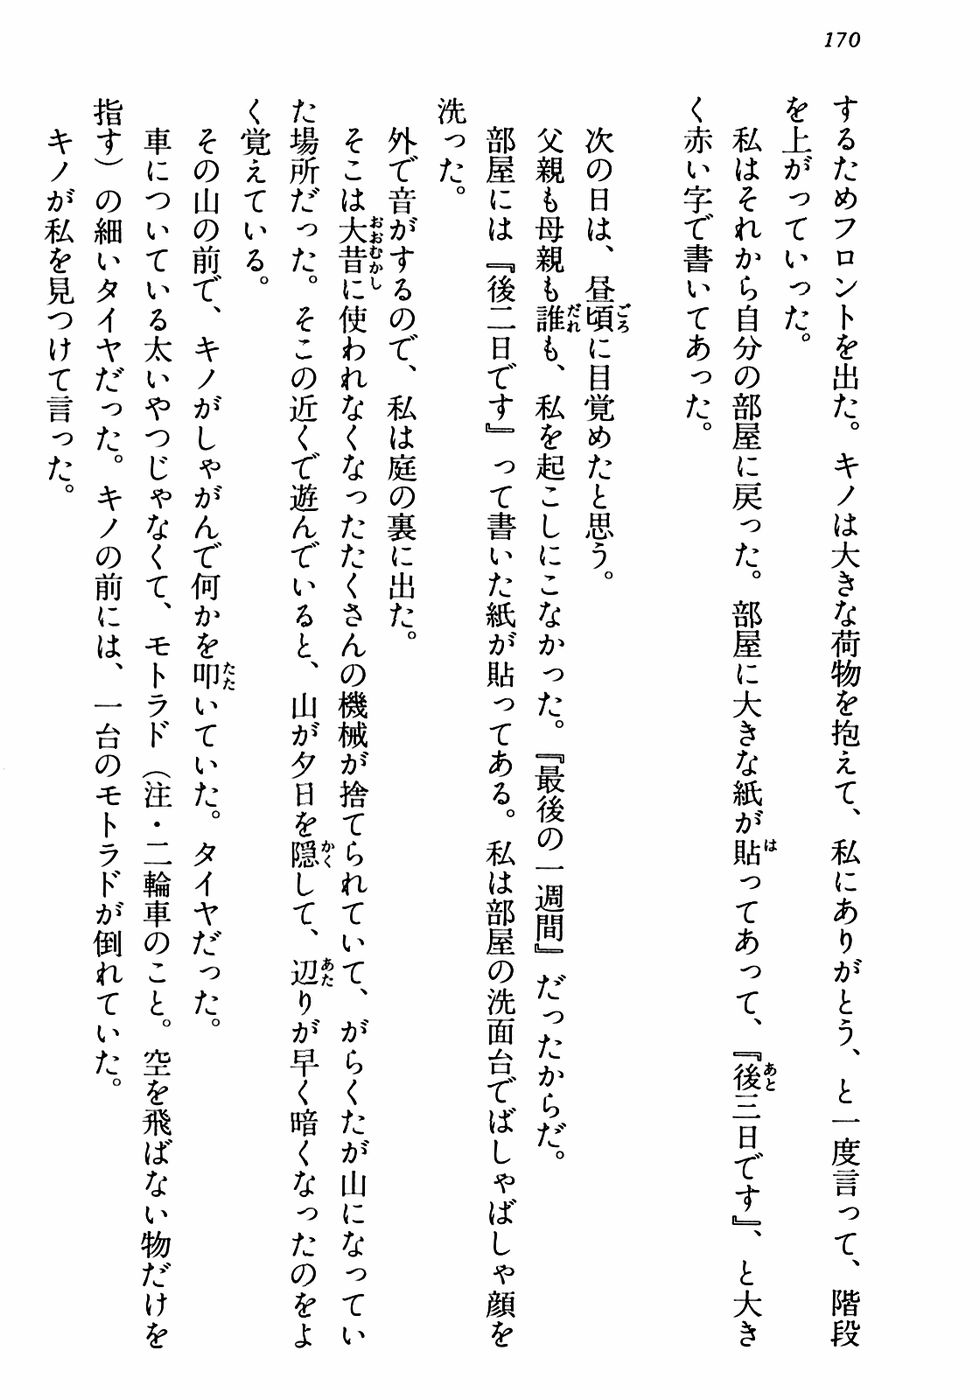 170
するためフロントを出た。キノは大きな荷物を抱えて、私にありがとう、と一度言って、階段
を上がっていった。
私はそれから自分の部屋に戻った。部屋に大きな紙が貼ってあって、『後三日です』、と大き
く赤い字で書いてあった。
次の日は、昼頃に目覚めたと思う。
父親も母親も誰も、私を起こしにこなかった。『最後の一週間』だったからだ。
部屋には『後二日です』って書いた紙が貼ってある。私は部屋の洗面台でばしゃばしゃ顔を
洗った。
外で音がするので、私は庭の裏に出た。
そこは大昔に使われなくなったたくさんの機械が捨てられていて、がらくたが山になってい
た場所だった。そこの近くで遊んでいると、山が夕日を隠して、辺りが早く暗くなったのをよ
く覚えている。
その山の前で、キノがしゃがんで何かを叩いていた。タイヤだった。
車についている太いやつじゃなくて、モトラド（注・二輪車のこと。空を飛ばない物だけを
指す）の細いタイヤだった。キノの前には、一台のモトラドが倒れていた。
キノが私を見つけて言った。